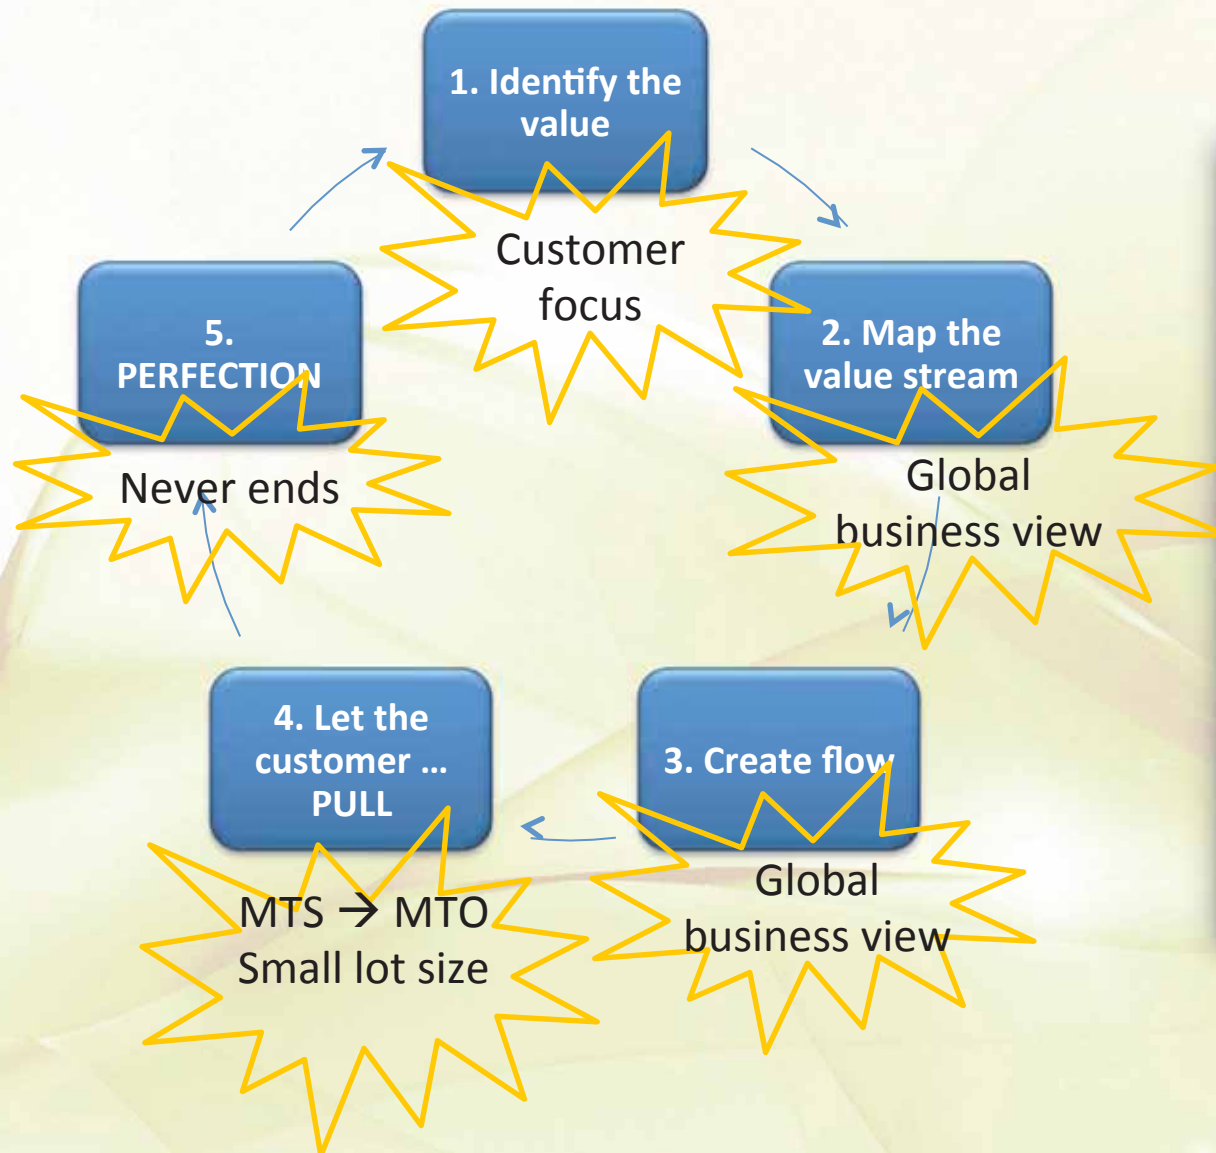 1. Identify the
value
Customer
focus
2. Map the
value stream
Global
business view
3. Create flow
Global
business view
4. Let the
customer ...
PULL
MTS → MTO
Small lot size
5.
PERFECTION
Never ends